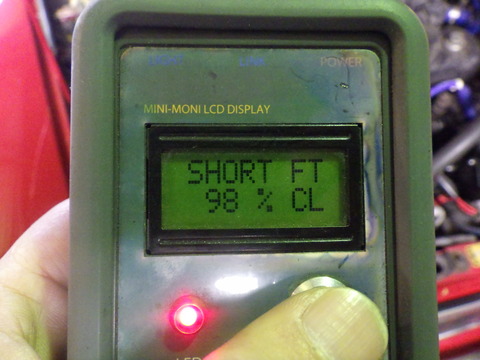 POWER
MINI-MONI LCD DISPLAY
SHORT FT
98 % CL